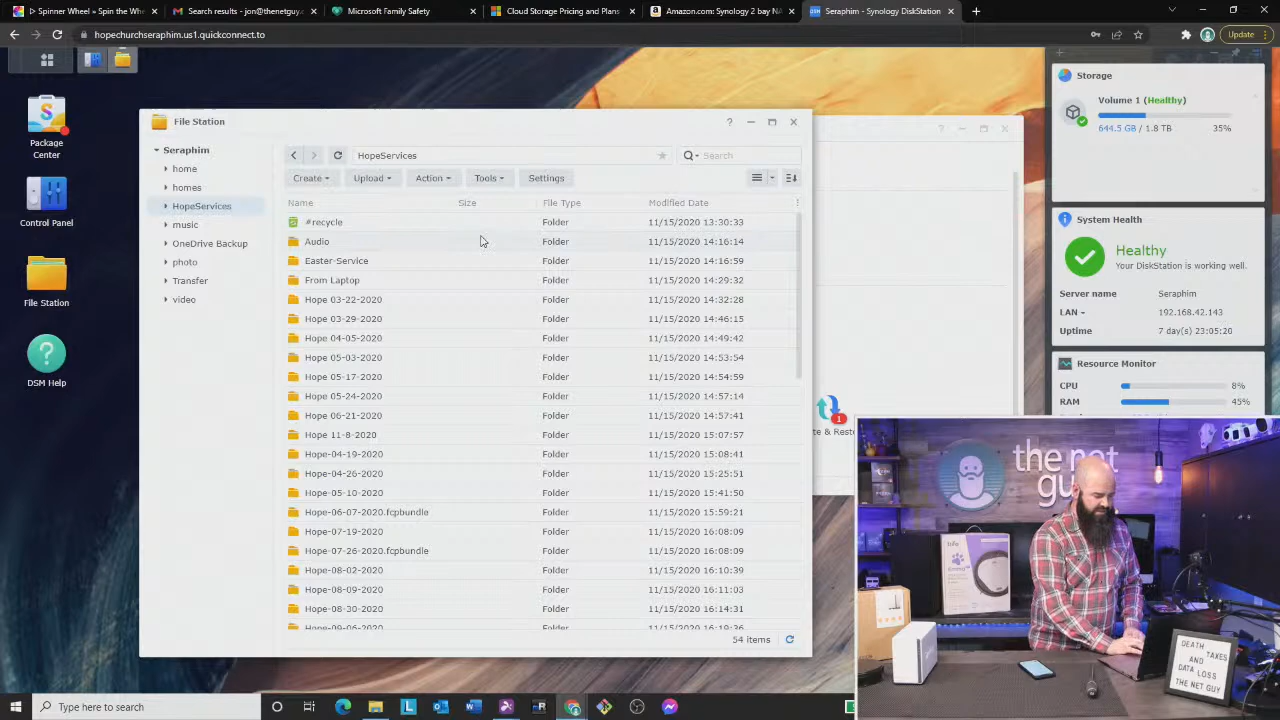 Spinner Wheel » Spin the Wh
Search results - jon@thenetguy.c
Microsoft Family Safety
Cloud Storage Pricing and Plans
Amazon.com: Synology 2 bay NA
Seraphim - Synology DiskStation
hopechurchseraphim.us1.quickconnect.to
Update
Package
Center
Control Panel
File Station
DSM Help
File Station
Seraphim
home
homes
HopeServices
music
OneDrive Backup
photo
Transfer
video
HopeServices
Search
Create
Upload
Action
Tools
Settings
Name Size File Type Modified Date
#recycle Folder 11/15/2020 13:30:33
Audio Folder 11/15/2020 14:16:14
Easter-Service Folder 11/15/2020 14:16:59
From Laptop Folder 11/15/2020 14:29:32
Hope 03-22-2020 Folder 11/15/2020 14:32:28
Hope 03-29-2020 Folder 11/15/2020 14:46:15
Hope 04-05-2020 Folder 11/15/2020 14:49:42
Hope 05-03-2020 Folder 11/15/2020 14:53:54
Hope 05-17-2020 Folder 11/15/2020 14:54:59
Hope 05-24-2020 Folder 11/15/2020 14:57:14
Hope 06-21-2020 Folder 11/15/2020 14:57:41
Hope 11-8-2020 Folder 11/15/2020 15:07:57
Hope-04-19-2020 Folder 11/15/2020 15:08:41
Hope-04-26-2020 Folder 11/15/2020 15:25:51
Hope-05-10-2020 Folder 11/15/2020 15:41:50
Hope-06-07-2020.fcpbundle Folder 11/15/2020 15:59:21
Hope-07-19-2020 Folder 11/15/2020 16:08:09
Hope-07-26-2020.fcpbundle Folder 11/15/2020 16:08:09
Hope-08-02-2020 Folder 11/15/2020 16:10:39
Hope-08-09-2020 Folder 11/15/2020 16:11:03
Hope-08-30-2020 Folder 11/15/2020 16:14:31
Hope-09-06-2020 Folder 11/15/2020 16:19:36
54 items
te & Resto
1
Storage
Volume 1 (Healthy)
644.5 GB / 1.8 TB 35%
System Health
Healthy
Your DiskStation is working well.
Server name Seraphim
LAN 192.168.42.143
Uptime 7 day(s) 23:05:20
Resource Monitor
CPU 8%
RAM 45%
the net
gu
DEATH, TAXES
AND
DATA LOSS
THE NET GUY
Type here to search